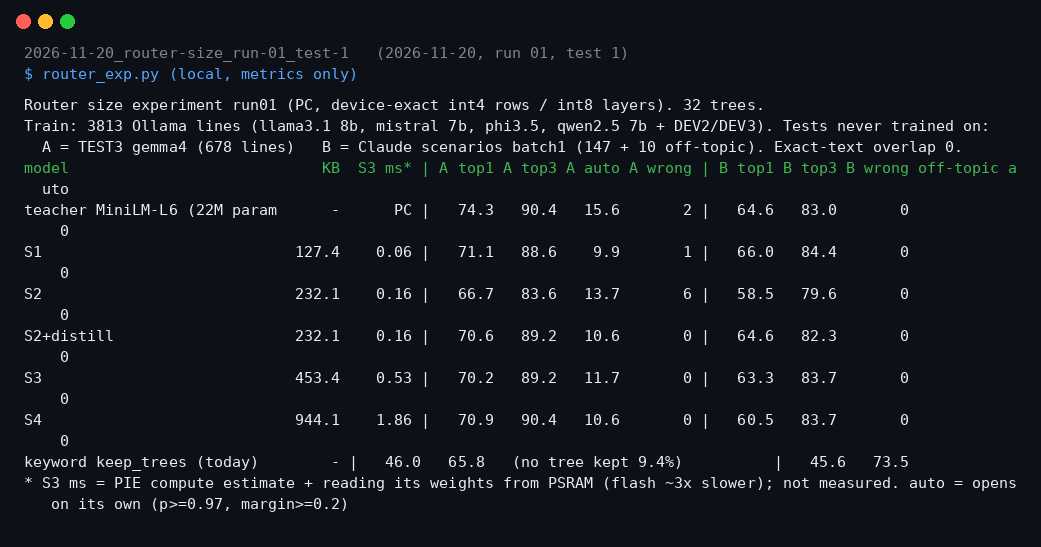 2026-11-20_router-size_run-01_test-1   (2026-11-20, run 01, test 1)
$ router_exp.py (local, metrics only)
Router size experiment run01 (PC, device-exact int4 rows / int8 layers). 32 trees.
Train: 3813 Ollama lines (llama3.1 8b, mistral 7b, phi3.5, qwen2.5 7b + DEV2/DEV3). Tests never trained on:
  A = TEST3 gemma4 (678 lines)   B = Claude scenarios batch1 (147 + 10 off-topic). Exact-text overlap 0.
model                            KB  S3 ms* | A top1 A top3 A auto A wrong | B top1 B top3 B wrong off-topic a
  uto
teacher MiniLM-L6 (22M param      -      PC |   74.3   90.4   15.6       2 |   64.6   83.0       0
    0
S1                            127.4    0.06 |   71.1   88.6    9.9       1 |   66.0   84.4       0
    0
S2                            232.1    0.16 |   66.7   83.6   13.7       6 |   58.5   79.6       0
    0
S2+distill                    232.1    0.16 |   70.6   89.2   10.6       0 |   64.6   82.3       0
    0
S3                            453.4    0.53 |   70.2   89.2   11.7       0 |   63.3   83.7       0
    0
S4                            944.1    1.86 |   70.9   90.4   10.6       0 |   60.5   83.7       0
    0
keyword keep_trees (today)        - |   46.0   65.8   (no tree kept 9.4%)          |   45.6   73.5
* S3 ms = PIE compute estimate + reading its weights from PSRAM (flash ~3x slower); not measured. auto = opens
   on its own (p>=0.97, margin>=0.2)